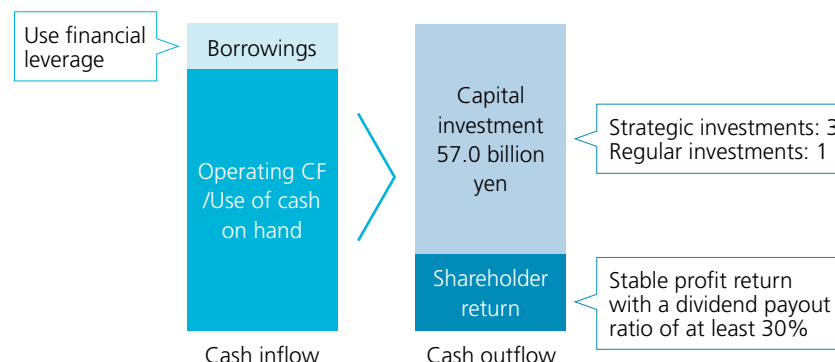 Use financial
leverage
Borrowings
Operating CF
/Use of cash
on hand
Cash inflow
Capital
investment
57.0 billion
yen
Shareholder
return
Cash outflow
Strategic investments:
Regular investments: 1
Stable profit return
with a dividend payout
ratio of at least 30%